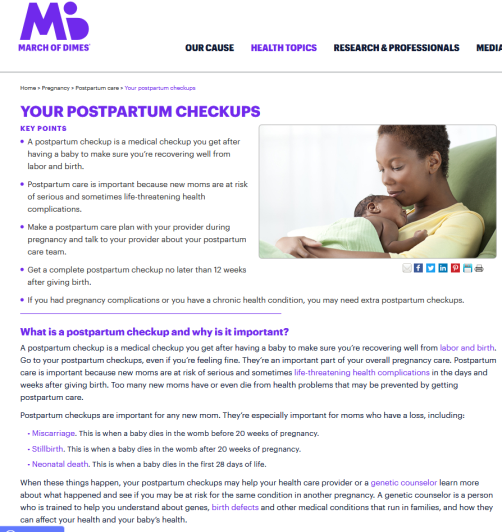 MARCH OF DIMES
OUR CAUSE HEALTH TOPICS RESEARCH & PROFESSIONALS MEDIA
Home > Pregnancy > Postpartum care > Your postpartum checkups
YOUR POSTPARTUM CHECKUPS
KEY POINTS
• A postpartum checkup is a medical checkup you get after
having a baby to make sure you're recovering well from
labor and birth.
• Postpartum care is important because new moms are at risk
of serious and sometimes life-threatening health
complications.
• Make a postpartum care plan with your provider during
pregnancy and talk to your provider about your postpartum
care team.
• Get a complete postpartum checkup no later than 12 weeks
after giving birth.
• If you had pregnancy complications or you have a chronic health condition, you may need extra postpartum checkups.
What is a postpartum checkup and why is it important?
A postpartum checkup is a medical checkup you get after having a baby to make sure you're recovering well from labor and birth.
Go to your postpartum checkups, even if you're feeling fine. They're an important part of your overall pregnancy care. Postpartum
care is important because new moms are at risk of serious and sometimes life-threatening health complications in the days and
weeks after giving birth. Too many new moms have or even die from health problems that may be prevented by getting
postpartum care.
Postpartum checkups are important for any new mom. They're especially important for moms who have a loss, including:
• Miscarriage. This is when a baby dies in the womb before 20 weeks of pregnancy.
• Stillbirth. This is when a baby dies in the womb after 20 weeks of pregnancy.
• Neonatal death. This is when a baby dies in the first 28 days of life.
When these things happen, your postpartum checkups may help your health care provider or a genetic counselor learn more
about what happened and see if you may be at risk for the same condition in another pregnancy. A genetic counselor is a person
who is trained to help you understand about genes, birth defects and other medical conditions that run in families, and how they
can affect your health and your baby's health.